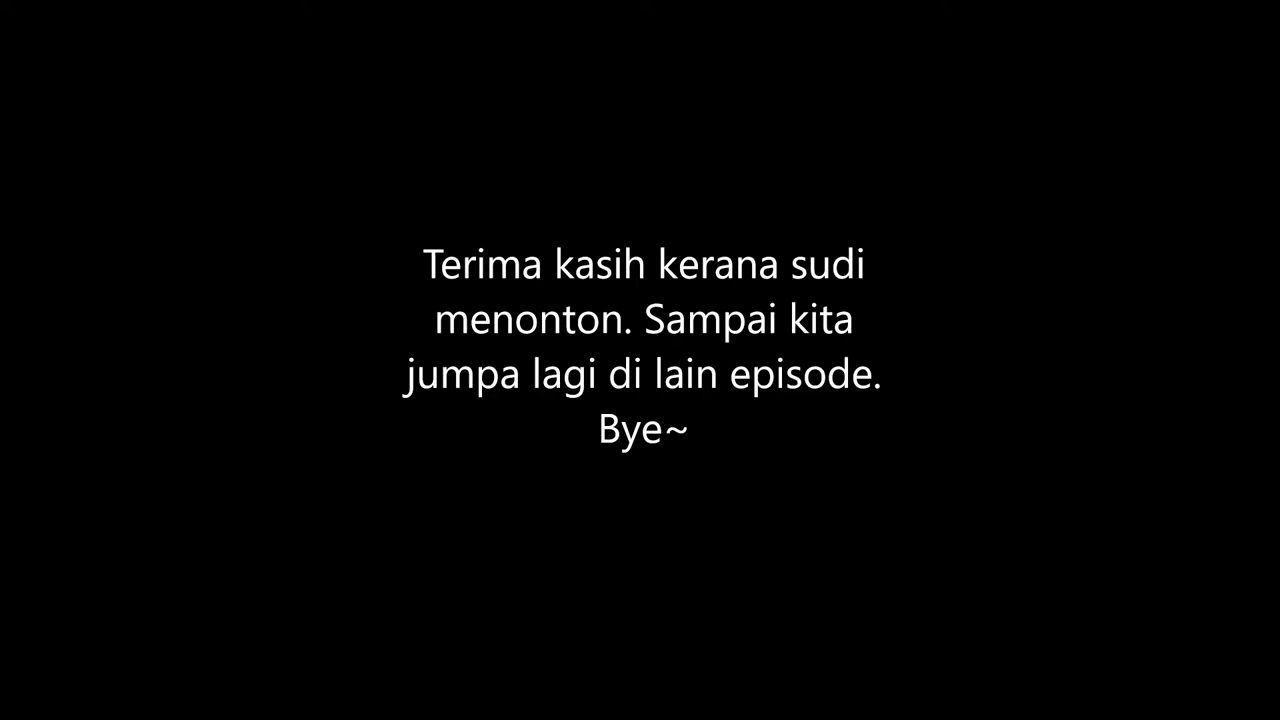 Terima kasih kerana sudi
menonton. Sampai kita
jumpa lagi di lain episode.
Bye~